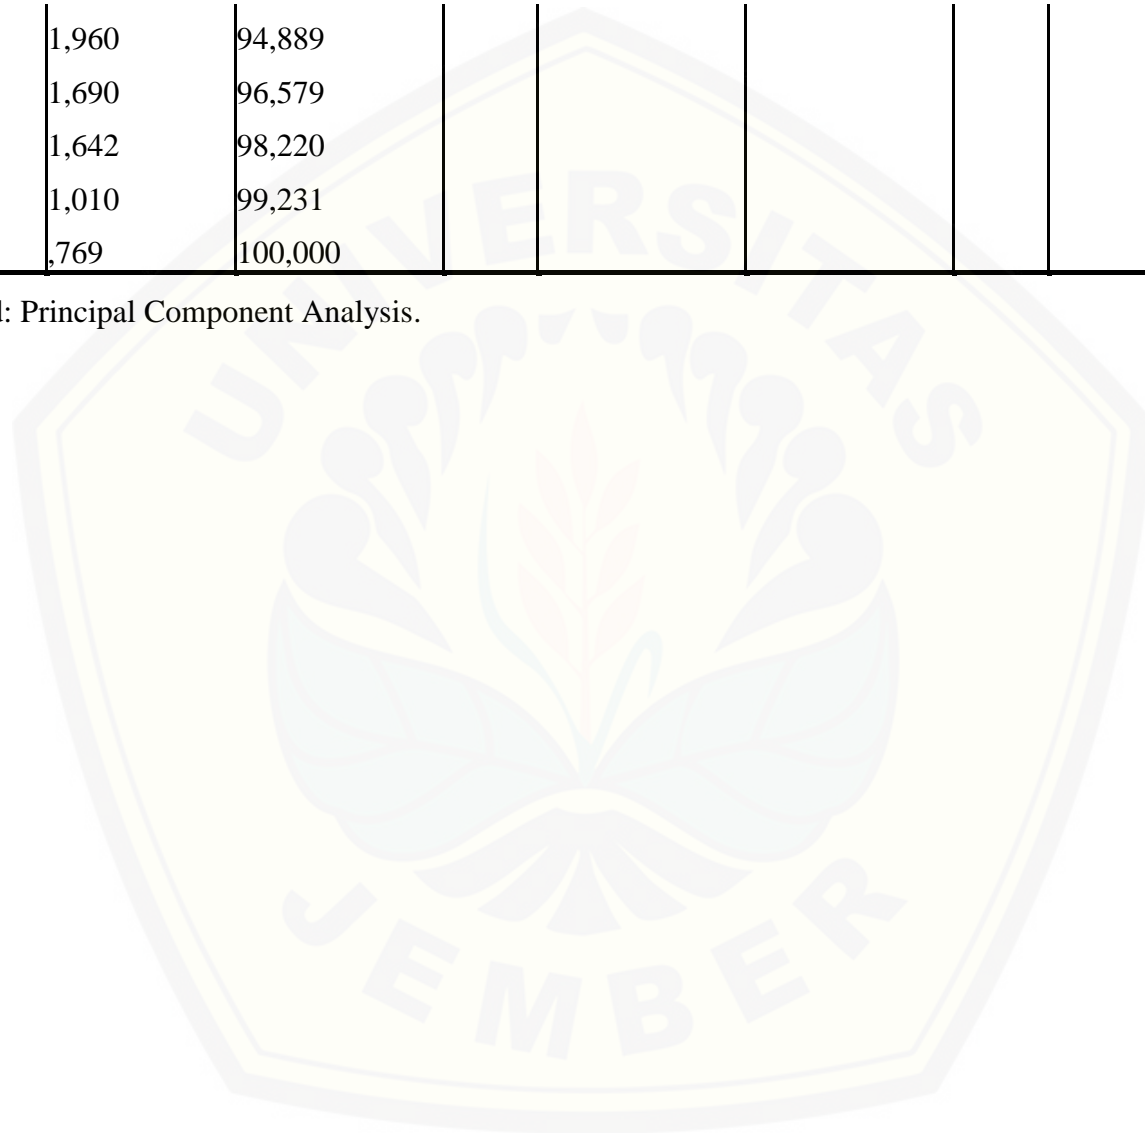 1,960 94,889
1,690 96,579
1,642 98,220
1,010 99,231
,769 100,000
: Principal Component Analysis.
UNIVERSITAS
JEMBER